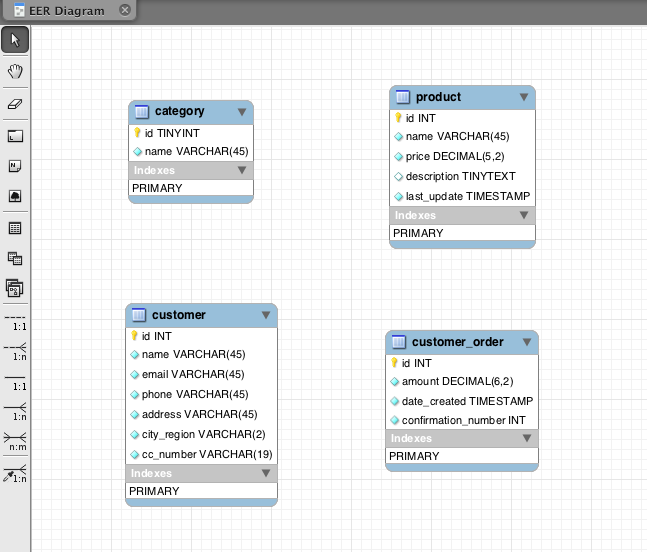 EER Diagram
category
id TINYINT
name VARCHAR(45)
Indexes
PRIMARY
product
id INT
name VARCHAR(45)
price DECIMAL(5,2)
description TINYTEXT
last_update TIMESTAMP
Indexes
PRIMARY
customer
id INT
name VARCHAR(45)
email VARCHAR(45)
phone VARCHAR(45)
address VARCHAR(45)
city_region VARCHAR(2)
cc_number VARCHAR(19)
Indexes
PRIMARY
customer_order
id INT
amount DECIMAL(6,2)
date_created TIMESTAMP
confirmation_number INT
Indexes
PRIMARY
1:1
1:n
1:1
1:n
n:m
1:n